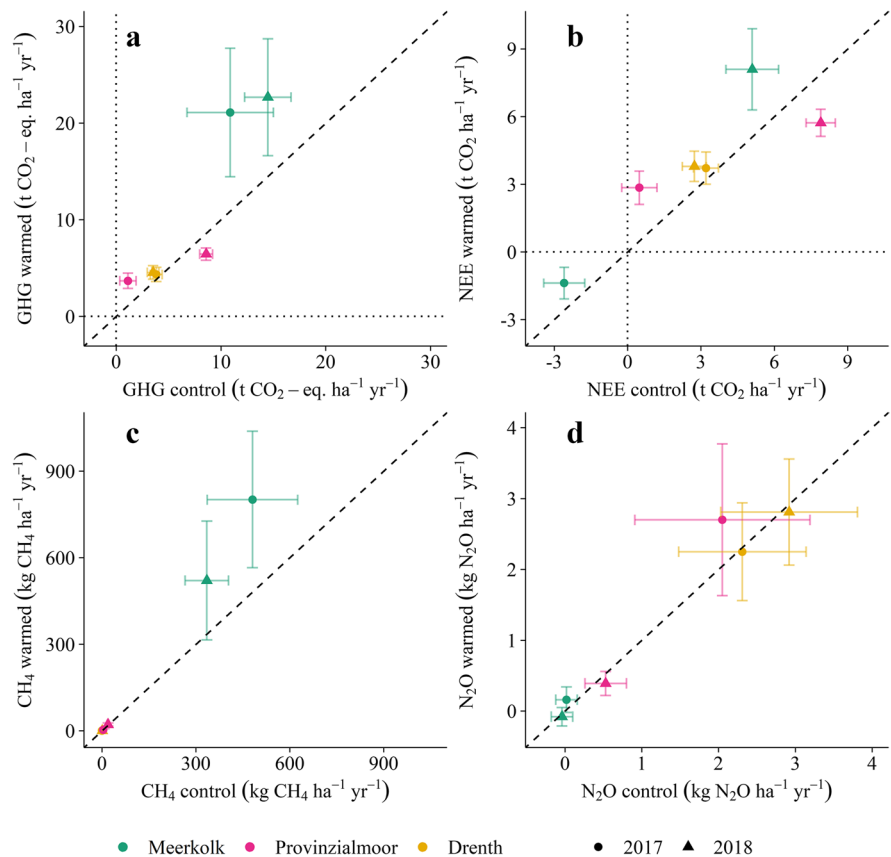 a
30
20
10
0
0
10
20
30
GHG warmed (t CO₂ – eq. ha⁻¹ yr⁻¹)
GHG control (t CO₂ – eq. ha⁻¹ yr⁻¹)
b
9
6
3
0
-3
-3
0
3
6
9
NEE warmed (t CO₂ ha⁻¹ yr⁻¹)
NEE control (t CO₂ ha⁻¹ yr⁻¹)
c
900
600
300
0
0
300
600
900
CH₄ warmed (kg CH₄ ha⁻¹ yr⁻¹)
CH₄ control (kg CH₄ ha⁻¹ yr⁻¹)
d
4
3
2
1
0
0
1
2
3
4
N₂O warmed (kg N₂O ha⁻¹ yr⁻¹)
N₂O control (kg N₂O ha⁻¹ yr⁻¹)
Meerkolk Provinzialmoor Drenth 2017 2018